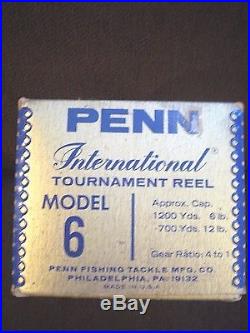 PENN
International
TOURNAMENT REEL
MODEL
6
Approx. Cap.
1200 Yds. 6 lb.
-700 Yds. 12 lb.
Gear Ratio: 4 to 1
PENN FISHING TACKLE MFG. CO
PHILADELPHIA, PA 19132
MADE IN U.S.A